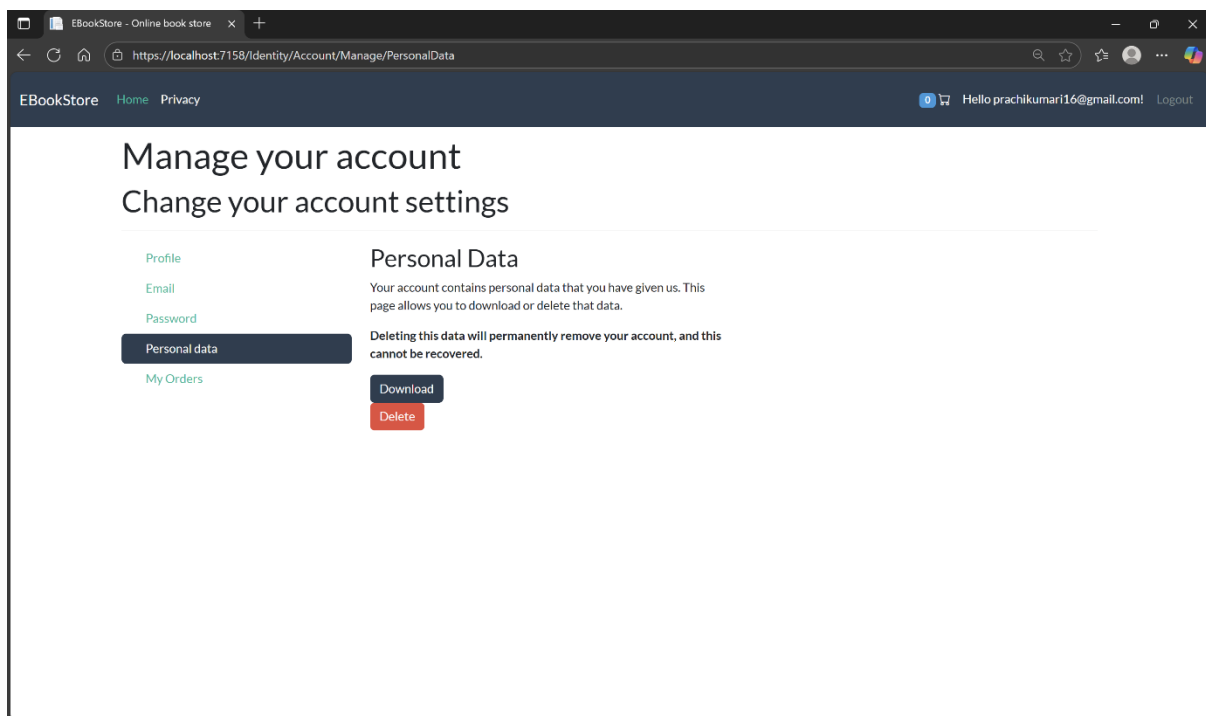 EBookStore - Online book store
https://localhost:7158/Identity/Account/Manage/PersonalData
EBookStore Home Privacy 0 Hello prachikumari16@gmail.com! Logout
Manage your account
Change your account settings
Profile
Email
Password
Personal data
My Orders
Personal Data
Your account contains personal data that you have given us. This
page allows you to download or delete that data.
Deleting this data will permanently remove your account, and this
cannot be recovered.
Download
Delete